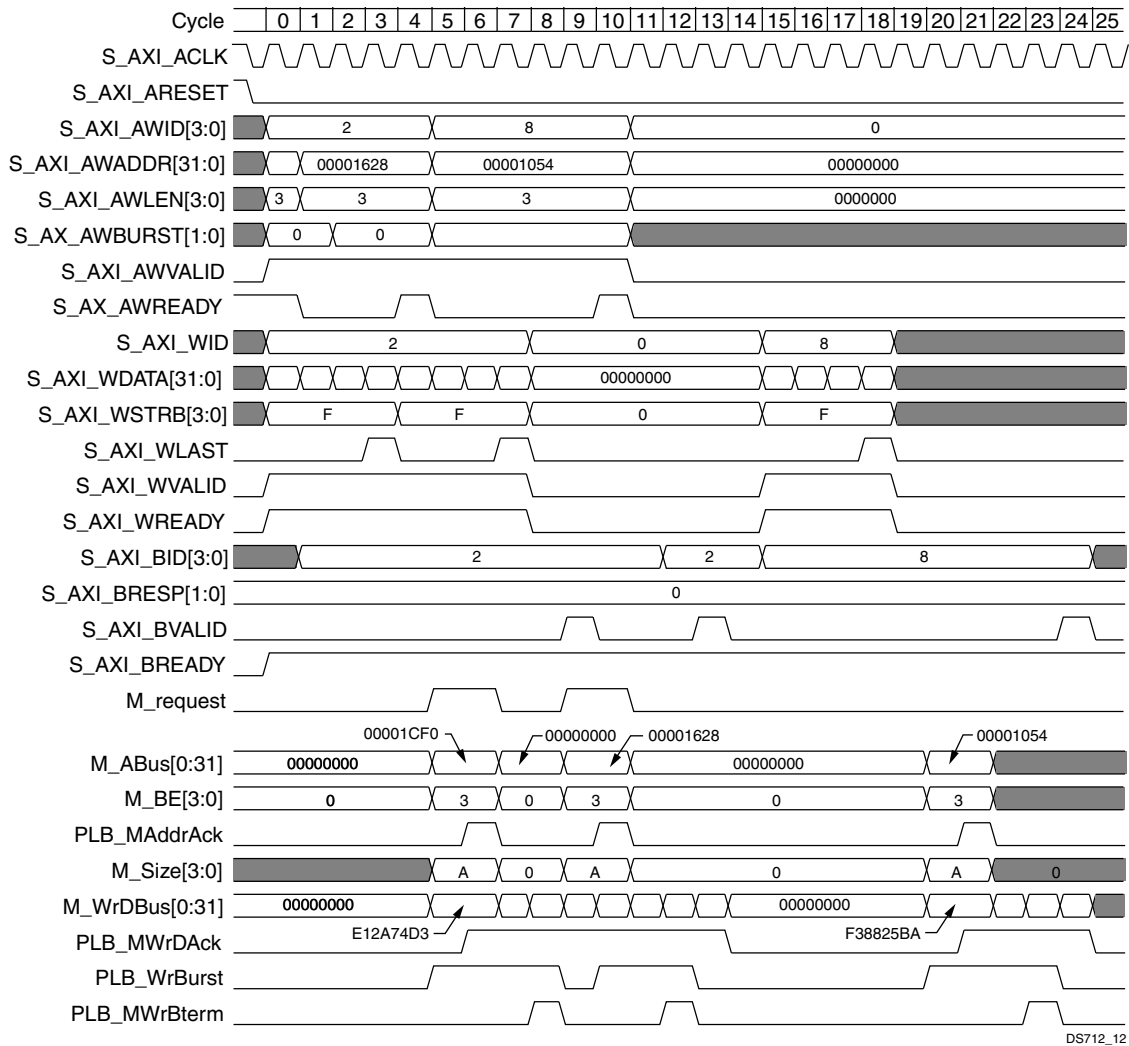 Cycle 0 1 2 3 4 5 6 7 8 9 10 11 12 13 14 15 16 17 18 19 20 21 22 23 24 25
S_AXI_ACLK
S_AXI_ARESET
S_AXI_AWID[3:0] 2 8 0
S_AXI_AWADDR[31:0] 00001628 00001054 00000000
S_AXI_AWLEN[3:0] 3 3 3 0000000
S_AX_AWBURST[1:0] 0 0
S_AXI_AWVALID
S_AX_AWREADY
S_AXI_WID 2 0 8
S_AXI_WDATA[31:0] 00000000
S_AXI_WSTRB[3:0] F F 0 F
S_AXI_WLAST
S_AXI_WVALID
S_AXI_WREADY
S_AXI_BID[3:0] 2 2 8
S_AXI_BRESP[1:0] 0
S_AXI_BVALID
S_AXI_BREADY
M_request
00001CF0 00000000 00001628 00001054
M_ABus[0:31] 00000000 00000000
M_BE[3:0] 0 3 0 3 0 3
PLB_MAddrAck
M_Size[3:0] A 0 A 0 A 0
M_WrDBus[0:31] 00000000 00000000
E12A74D3 F38825BA
PLB_MWrDAck
PLB_WrBurst
PLB_MWrBterm
DS712_12